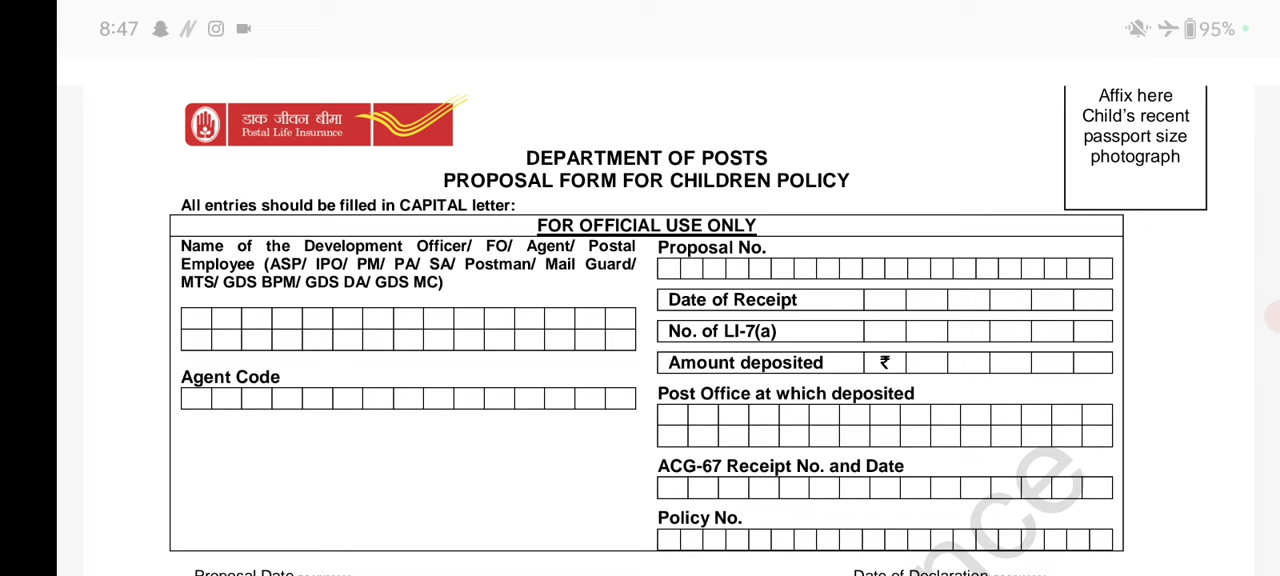 8:47
95%
Affix here
Child's recent
passport size
photograph
डाक जीवन बीमा
Postal Life Insurance
DEPARTMENT OF POSTS
PROPOSAL FORM FOR CHILDREN POLICY
All entries should be filled in CAPITAL letter:
FOR OFFICIAL USE ONLY
Name of the Development Officer/ FO/ Agent/ Postal
Employee (ASP/ IPO/ PM/ PA/ SA/ Postman/ Mail Guard/
MTS/ GDS BPM/ GDS DA/ GDS MC)
Agent Code
Proposal No.
Date of Receipt
No. of LI-7(a)
Amount deposited ₹
Post Office at which deposited
ACG-67 Receipt No. and Date
Policy No.
Proposal Date
Date of Declaration